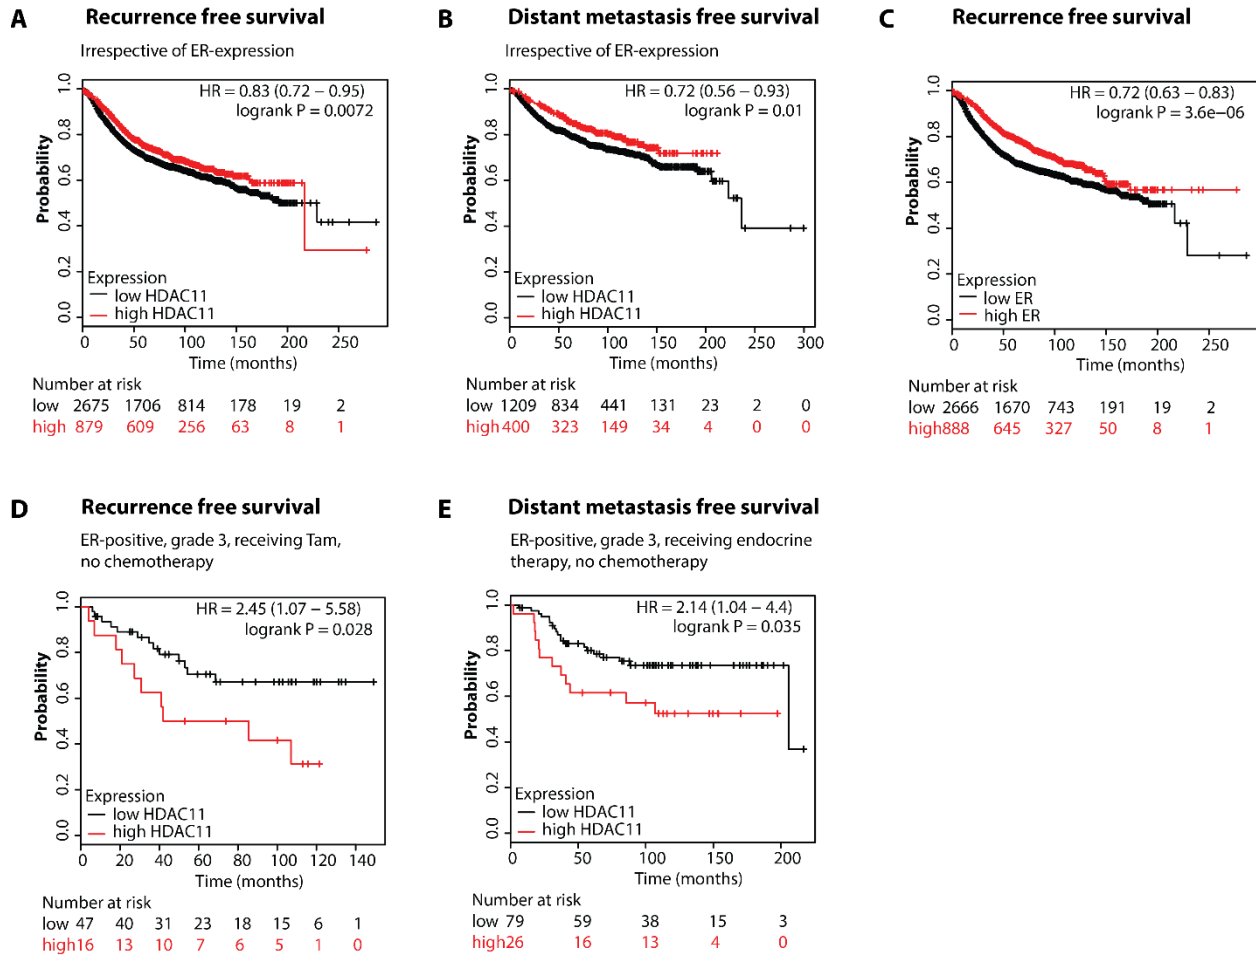 A Recurrence free survival
Irrespective of ER-expression
HR = 0.83 (0.72 – 0.95)
logrank P = 0.0072
Probability
1.0
0.8
0.6
0.4
0.2
0.0
Expression
low HDAC11
high HDAC11
0 50 100 150 200 250
Time (months)
Number at risk
low 2675 1706 814 178 19 2
high 879 609 256 63 8 1
B Distant metastasis free survival
Irrespective of ER-expression
HR = 0.72 (0.56 – 0.93)
logrank P = 0.01
Probability
1.0
0.8
0.6
0.4
0.2
0.0
Expression
low HDAC11
high HDAC11
0 50 100 150 200 250 300
Time (months)
Number at risk
low 1209 834 441 131 23 2 0
high 400 323 149 34 4 0 0
C Recurrence free survival
HR = 0.72 (0.63 – 0.83)
logrank P = 3.6e–06
Probability
1.0
0.8
0.6
0.4
0.2
0.0
Expression
low ER
high ER
0 50 100 150 200 250
Time (months)
Number at risk
low 2666 1670 743 191 19 2
high 888 645 327 50 8 1
D Recurrence free survival
ER-positive, grade 3, receiving Tam,
no chemotherapy
HR = 2.45 (1.07 – 5.58)
logrank P = 0.028
Probability
1.0
0.8
0.6
0.4
0.2
0.0
Expression
low HDAC11
high HDAC11
0 20 40 60 80 100 120 140
Time (months)
Number at risk
low 47 40 31 23 18 15 6 1
high 16 13 10 7 6 5 1 0
E Distant metastasis free survival
ER-positive, grade 3, receiving endocrine
therapy, no chemotherapy
HR = 2.14 (1.04 – 4.4)
logrank P = 0.035
Probability
1.0
0.8
0.6
0.4
0.2
0.0
Expression
low HDAC11
high HDAC11
0 50 100 150 200
Time (months)
Number at risk
low 79 59 38 15 3
high 26 16 13 4 0